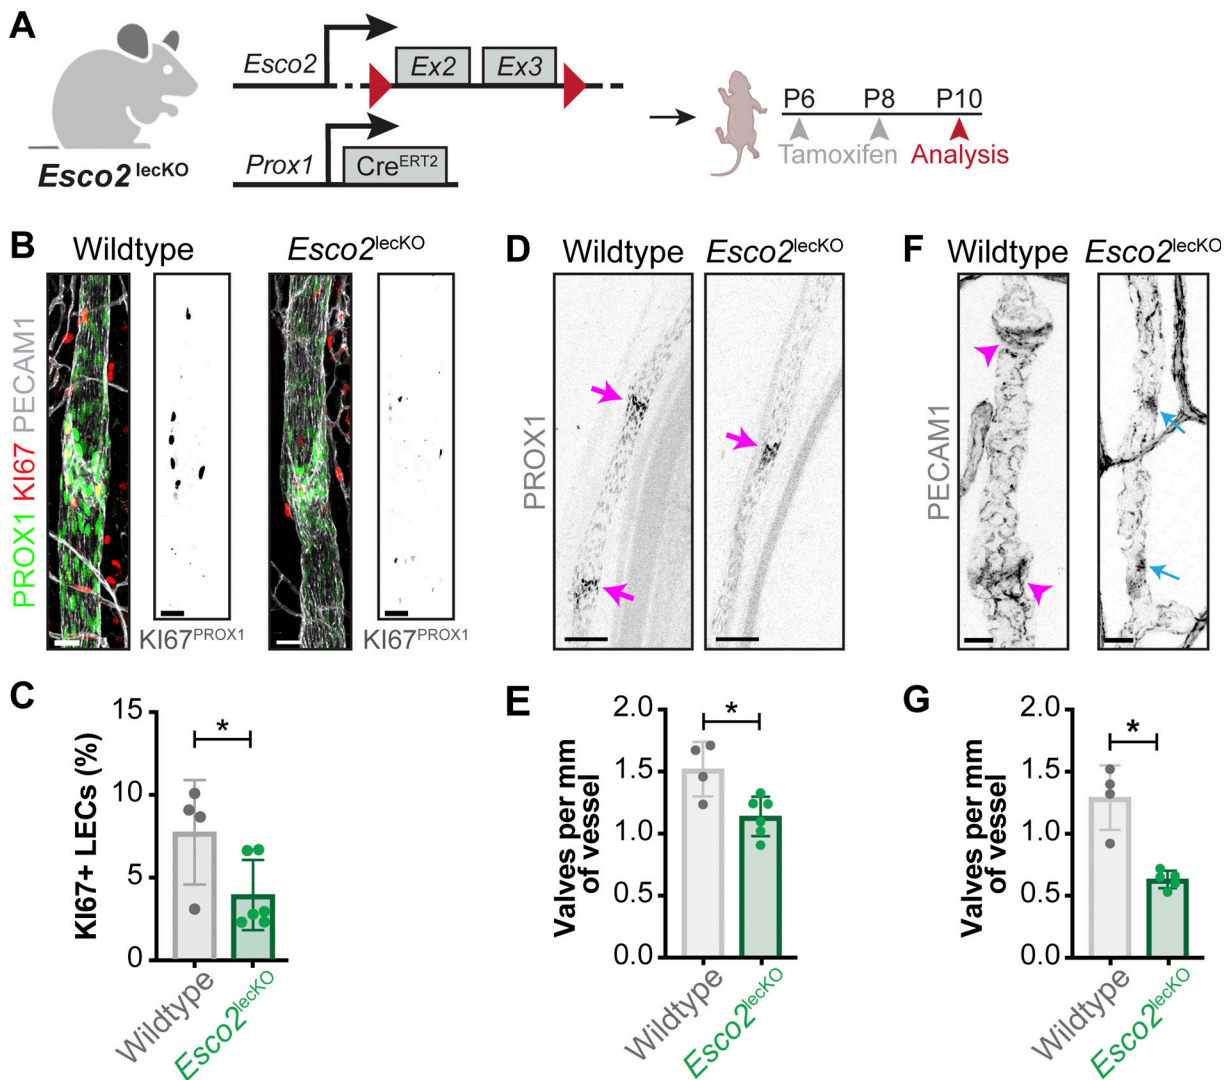 A
Esco2 Ex2 Ex3
Prox1 CreERT2
Esco2lecKO
P6 P8 P10
Tamoxifen Analysis
B
Wildtype Esco2lecKO
PROX1 KI67 PECAM1
KI67PROX1 KI67PROX1
D
Wildtype Esco2lecKO
PROX1
F
Wildtype Esco2lecKO
PECAM1
C
KI67+ LECs (%)
15
10
5
0
*
Wildtype
Esco2lecKO
E
Valves per mm
of vessel
2.0
1.5
1.0
0.5
0.0
*
Wildtype
Esco2lecKO
G
Valves per mm
of vessel
2.0
1.5
1.0
0.5
0.0
*
Wildtype
Esco2lecKO